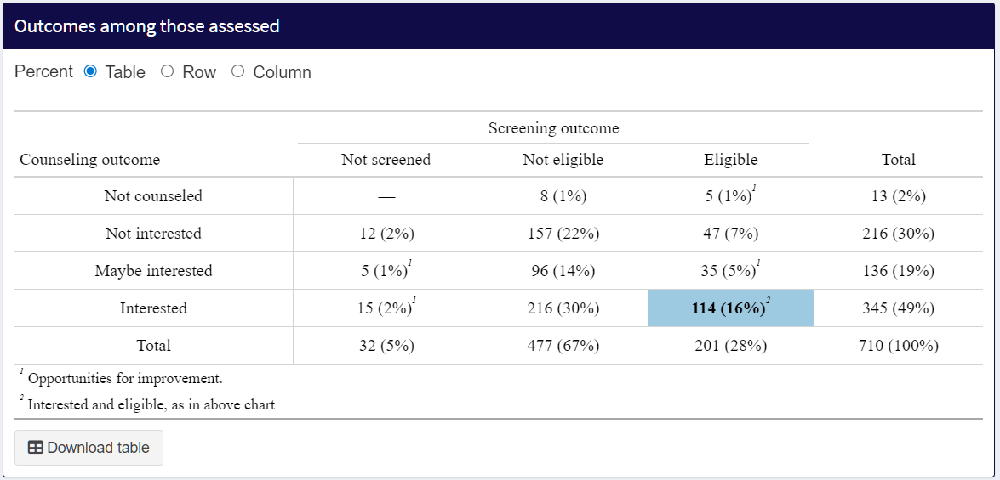 Outcomes among those assessed
Percent Table Row Column
Screening outcome
Counseling outcome Not screened Not eligible Eligible Total
Not counseled — 8 (1%) 5 (1%)1 13 (2%)
Not interested 12 (2%) 157 (22%) 47 (7%) 216 (30%)
Maybe interested 5 (1%)1 96 (14%) 35 (5%)1 136 (19%)
Interested 15 (2%)1 216 (30%) 114 (16%)2 345 (49%)
Total 32 (5%) 477 (67%) 201 (28%) 710 (100%)
1 Opportunities for improvement.
2 Interested and eligible, as in above chart
Download table